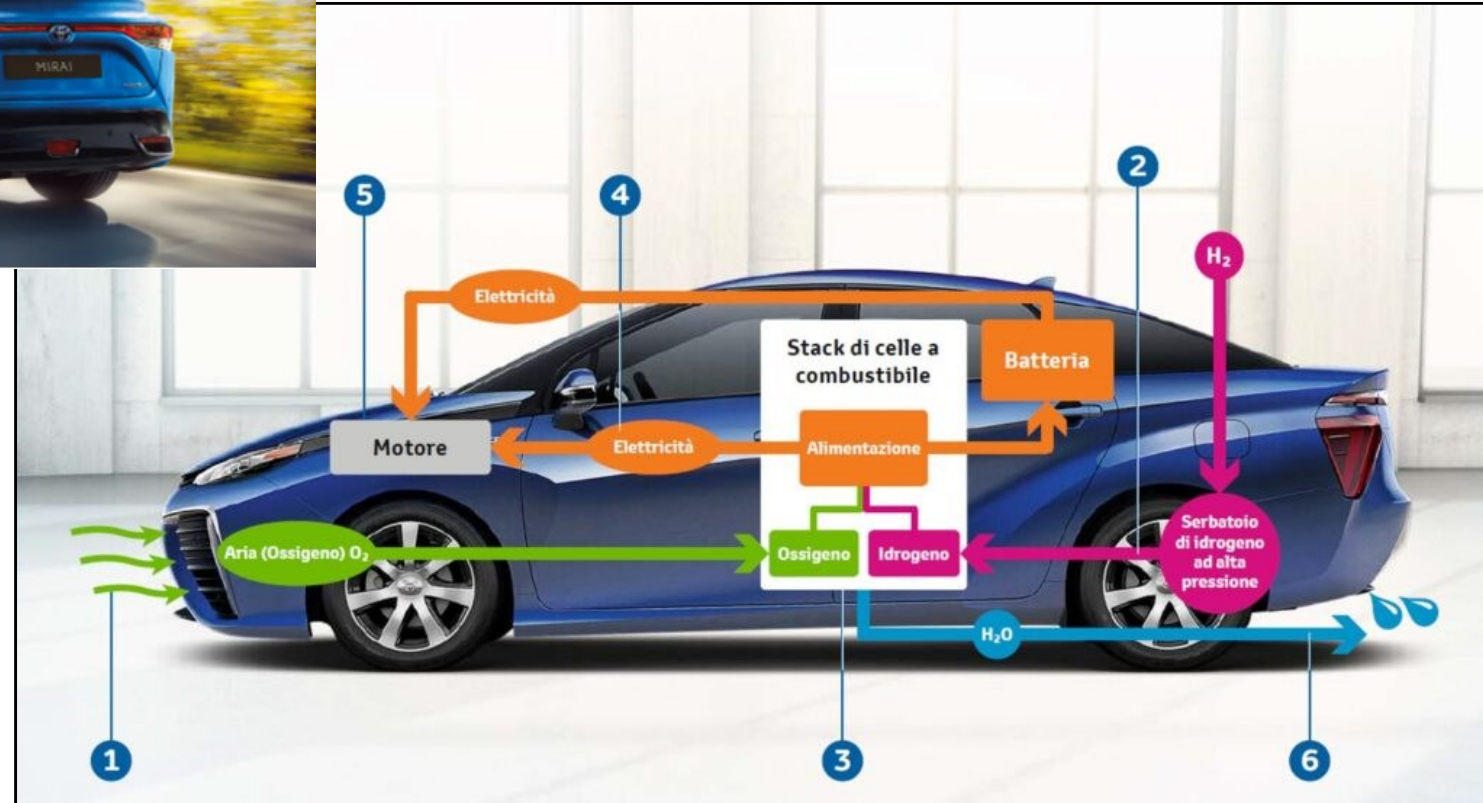 MIRAI
5
4
2
H₂
Elettricità
Stack di celle a
combustibile
Batteria
Motore
Elettricità
Alimentazione
Aria (Ossigeno) O₂
Ossigeno
Idrogeno
Serbatoio
di idrogeno
ad alta
pressione
H₂O
1
3
6